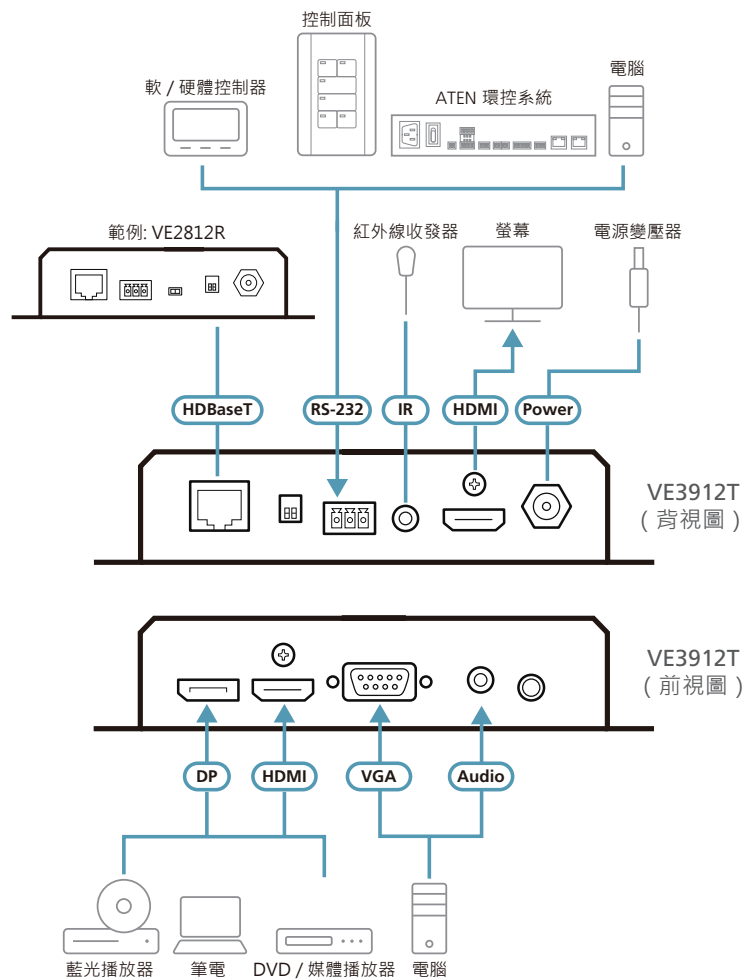 控制面板
軟 / 硬體控制器
ATEN 環控系統
電腦
範例: VE2812R
紅外線收發器
螢幕
電源變壓器
HDBaseT
RS-232
IR
HDMI
Power
VE3912T
( 背視圖 )
VE3912T
( 前視圖 )
DP
HDMI
VGA
Audio
藍光播放器
筆電
DVD / 媒體播放器
電腦